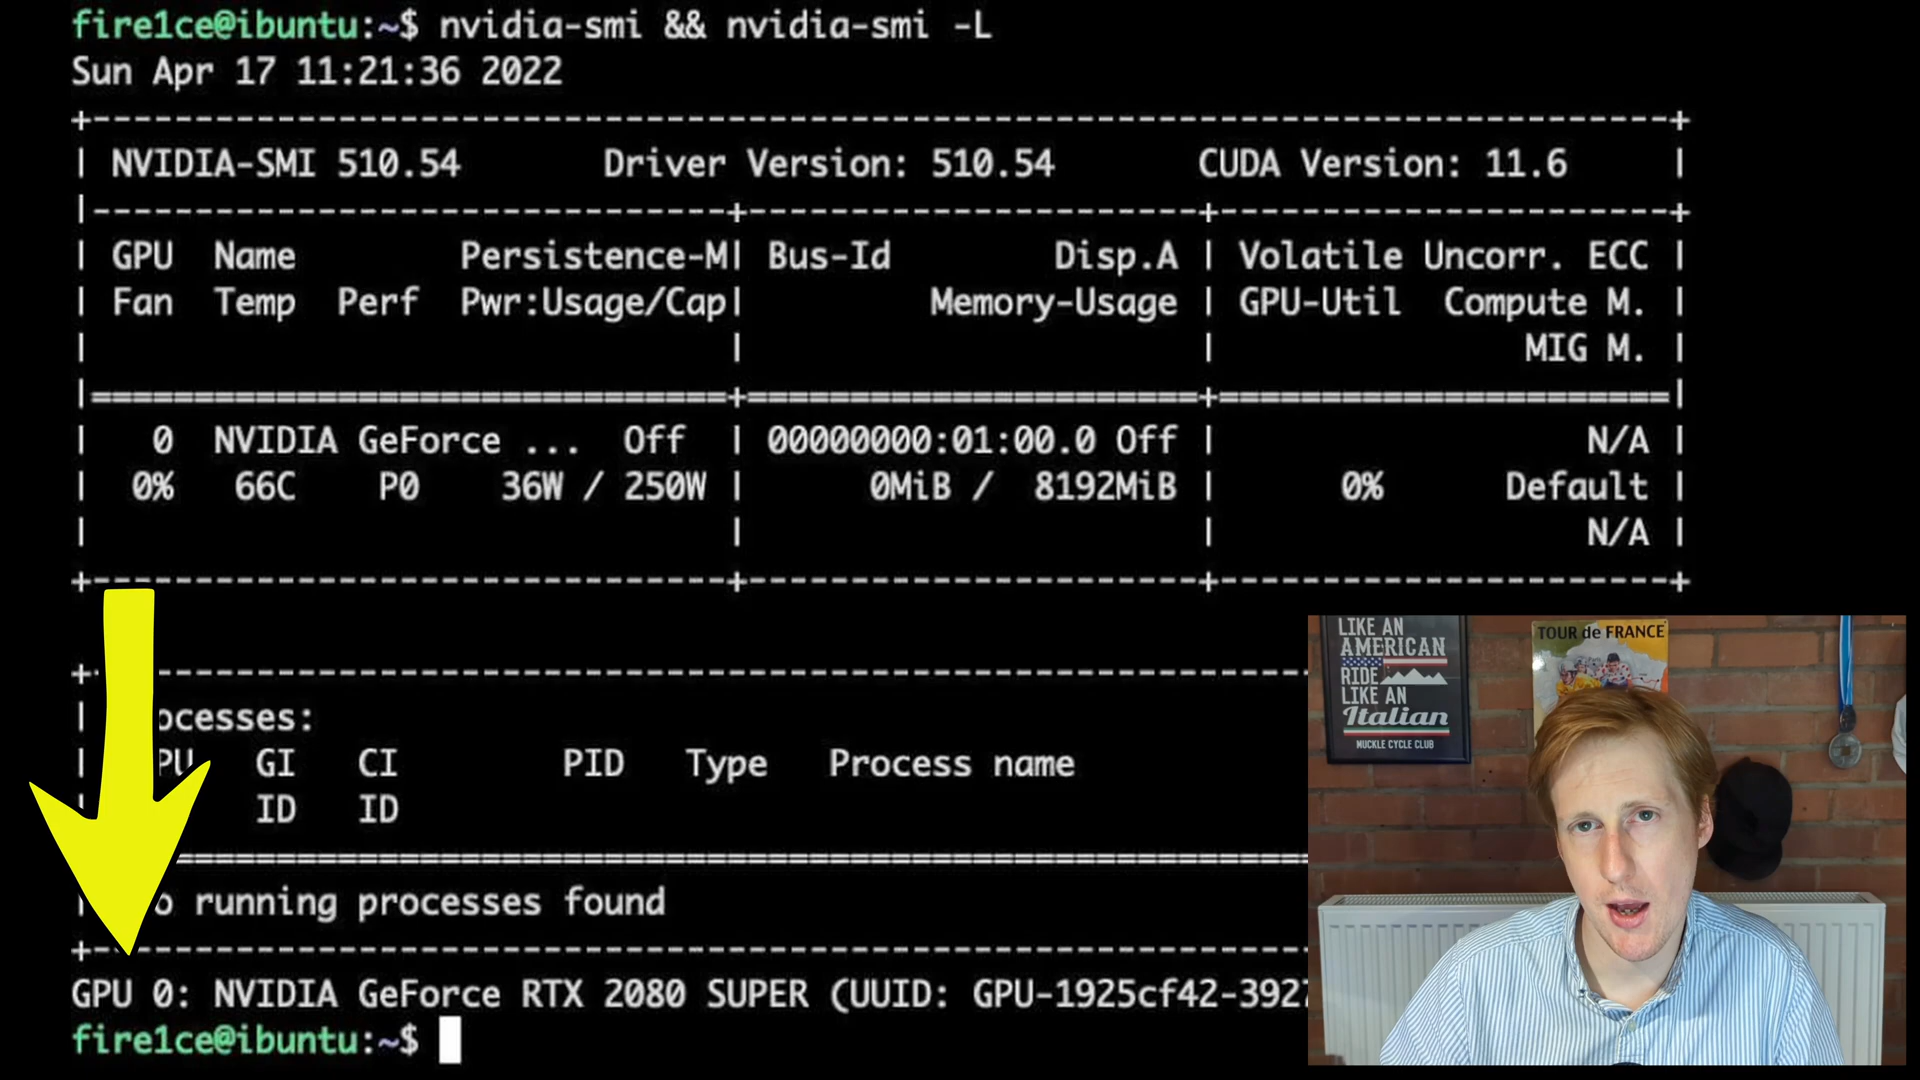 fire1ce@ibuntu:~$ nvidia-smi && nvidia-smi -L
Sun Apr 17 11:21:36 2022
NVIDIA-SMI 510.54 Driver Version: 510.54 CUDA Version: 11.6
GPU Name Persistence-M| Bus-Id Disp.A | Volatile Uncorr. ECC |
Fan Temp Perf Pwr:Usage/Cap| Memory-Usage | GPU-Util Compute M. |
MIG M. |
0 NVIDIA GeForce ... Off | 00000000:01:00.0 Off | N/A |
0% 66C P0 36W / 250W | 0MiB / 8192MiB | 0% Default |
N/A |
ocesses:
PU GI CI PID Type Process name
ID ID
o running processes found
GPU 0: NVIDIA GeForce RTX 2080 SUPER (UUID: GPU-1925cf42-392
fire1ce@ibuntu:~$
LIKE AN
AMERICAN
RIDE
LIKE AN
Italian
MUCKLE CYCLE CLUB
TOUR de FRANCE